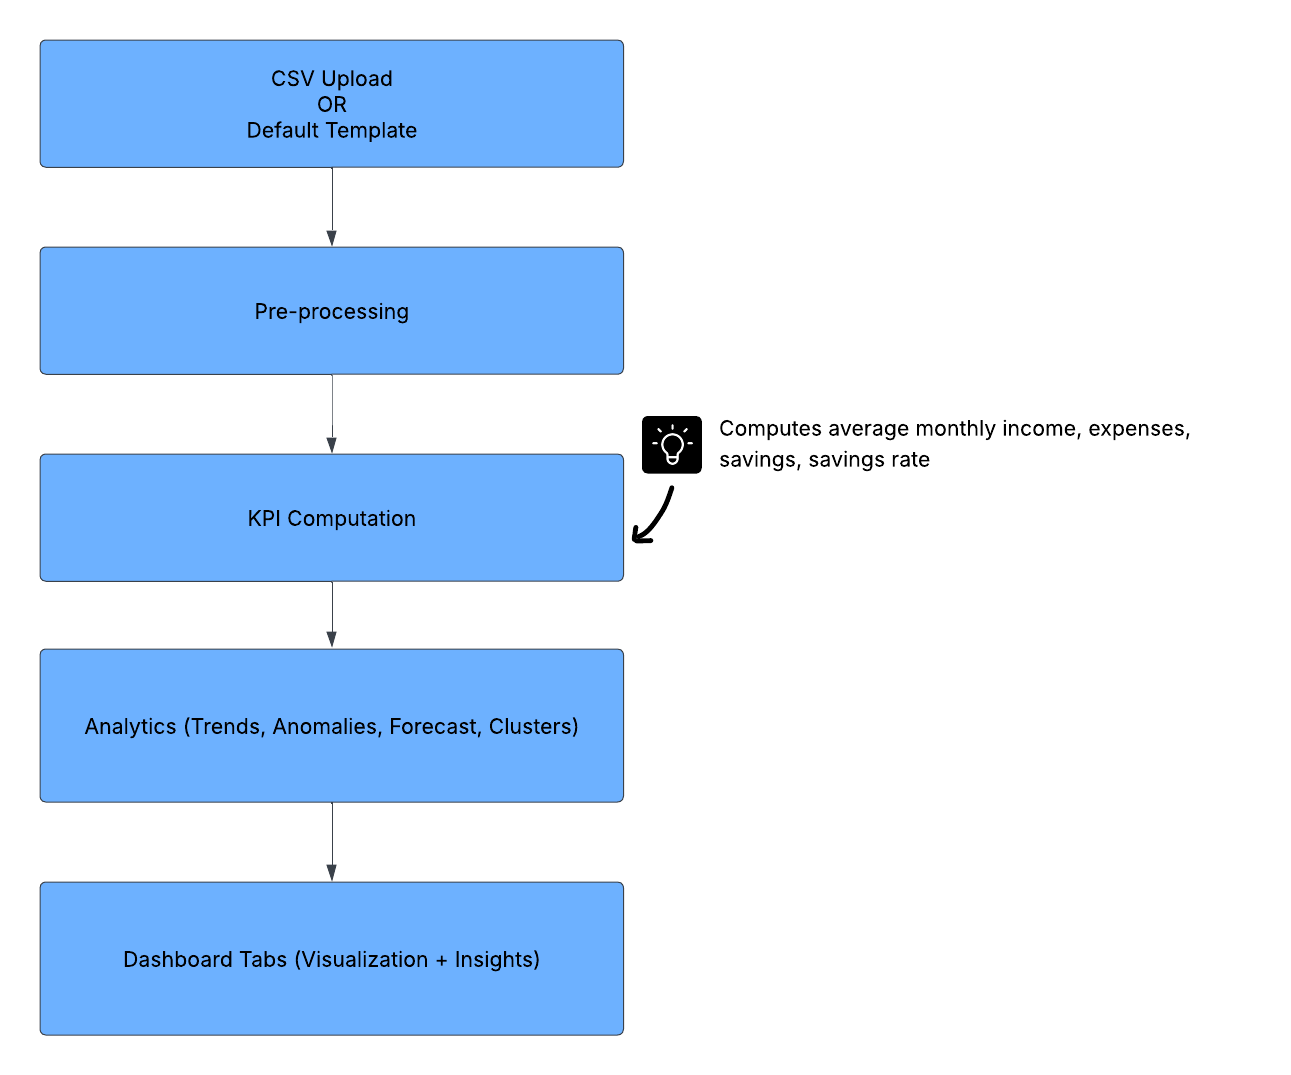 CSV Upload
OR
Default Template
Pre-processing
Computes average monthly income, expenses,
savings, savings rate
KPI Computation
Analytics (Trends, Anomalies, Forecast, Clusters)
Dashboard Tabs (Visualization + Insights)